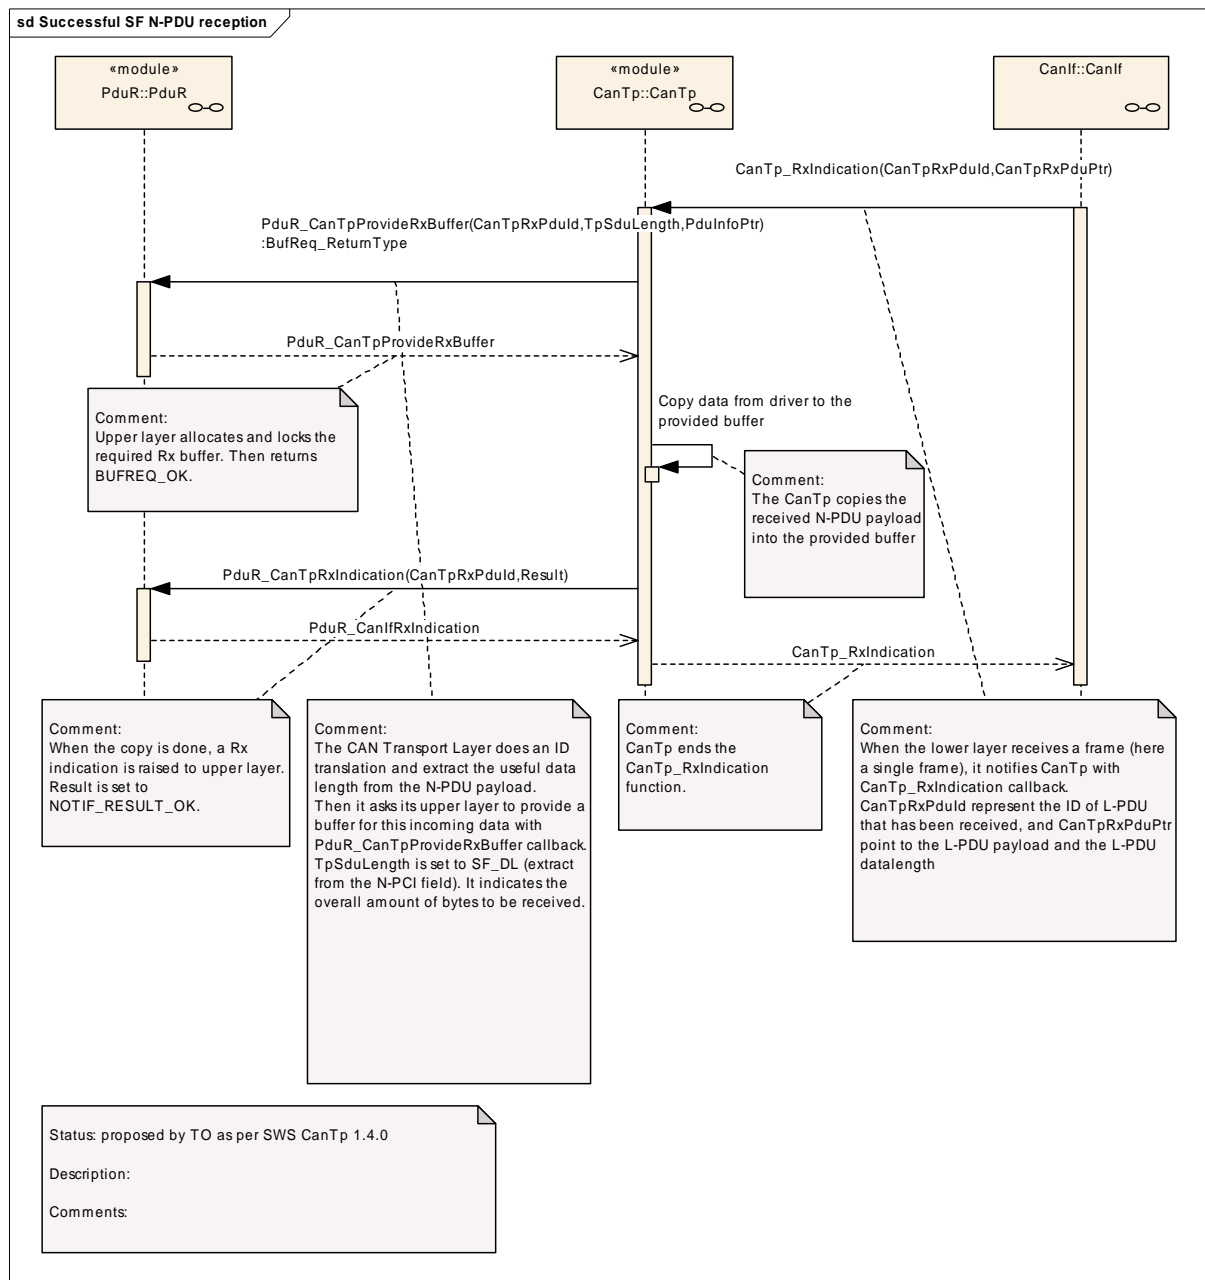 sd Successful SF N-PDU reception
«module»
PduR::PduR
«module»
CanTp::CanTp
CanIf::CanIf
CanTp_RxIndication(CanTpRxPduId,CanTpRxPduPtr)
PduR_CanTpProvideRxBuffer(CanTpRxPduId,TpSduLength,PduInfoPtr)
:BufReq_ReturnType
PduR_CanTpProvideRxBuffer
Comment:
Upper layer allocates and locks the
required Rx buffer. Then returns
BUFREQ_OK.
Copy data from driver to the
provided buffer
Comment:
The CanTp copies the
received N-PDU payload
into the provided buffer
PduR_CanTpRxIndication(CanTpRxPduId,Result)
PduR_CanIfRxIndication
CanTp_RxIndication
Comment:
When the copy is done, a Rx
indication is raised to upper layer.
Result is set to
NOTIF_RESULT_OK.
Comment:
The CAN Transport Layer does an ID
translation and extract the useful data
length from the N-PDU payload.
Then it asks its upper layer to provide a
buffer for this incoming data with
PduR_CanTpProvideRxBuffer callback.
TpSduLength is set to SF_DL (extract
from the N-PCI field). It indicates the
overall amount of bytes to be received.
Comment:
CanTp ends the
CanTp_RxIndication
function.
Comment:
When the lower layer receives a frame (here
a single frame), it notifies CanTp with
CanTp_RxIndication callback.
CanTpRxPduId represent the ID of L-PDU
that has been received, and CanTpRxPduPtr
point to the L-PDU payload and the L-PDU
datalength
Status: proposed by TO as per SWS CanTp 1.4.0
Description:
Comments: